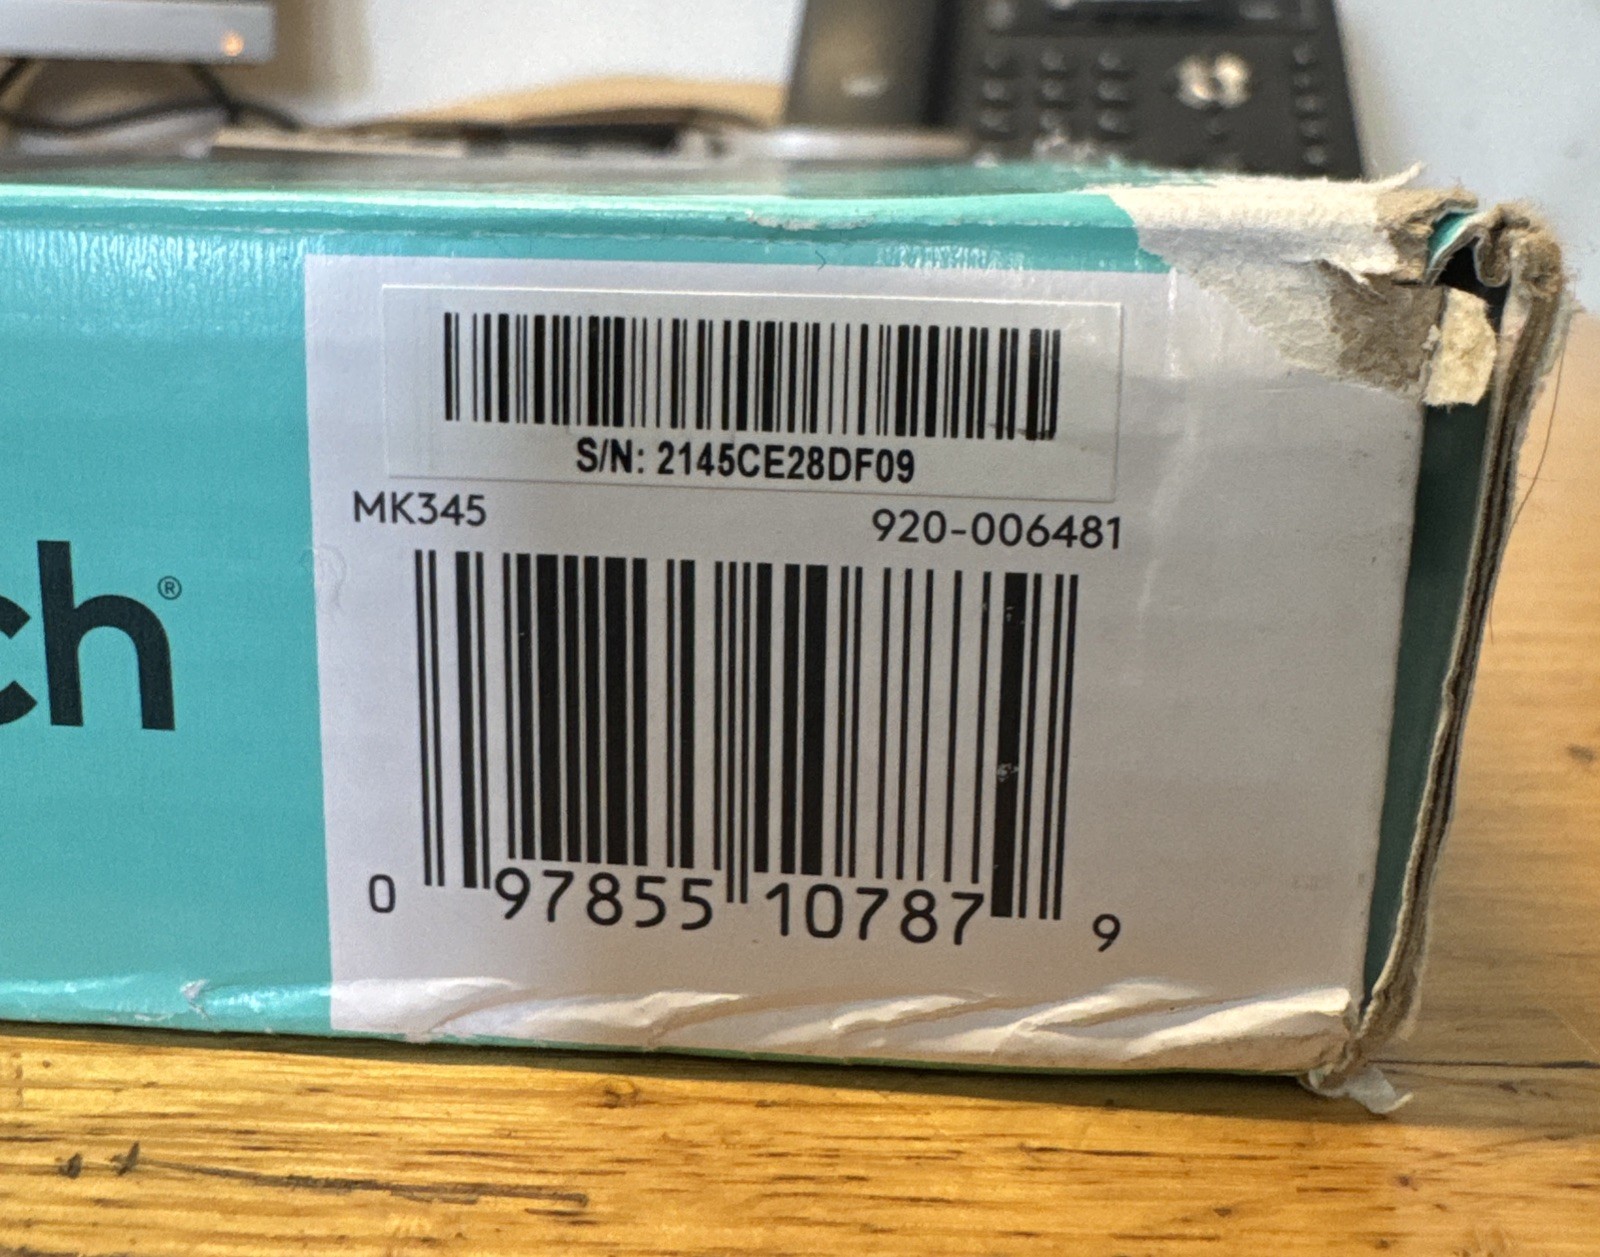 S/N: 2145CE28DF09
MK345 920-006481
ch®
0 97855 10787 9